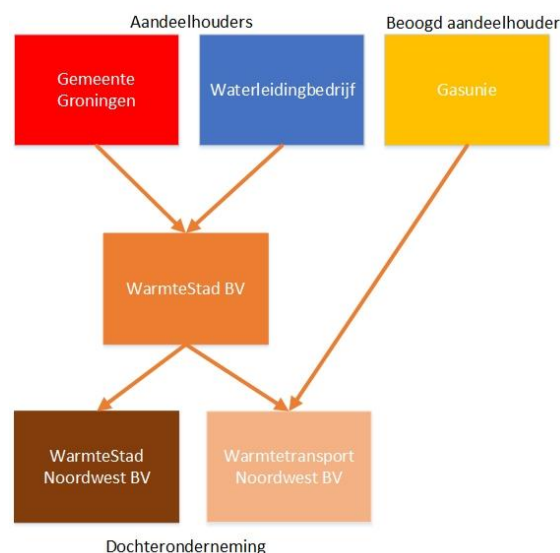 Aandeelhouders
Beoogd aandeelhouder
Gemeente
Groningen
Waterleidingbedrijf
Gasunie
WarmteStad BV
WarmteStad
Noordwest BV
Warmtetransport
Noordwest BV
Dochteronderneming